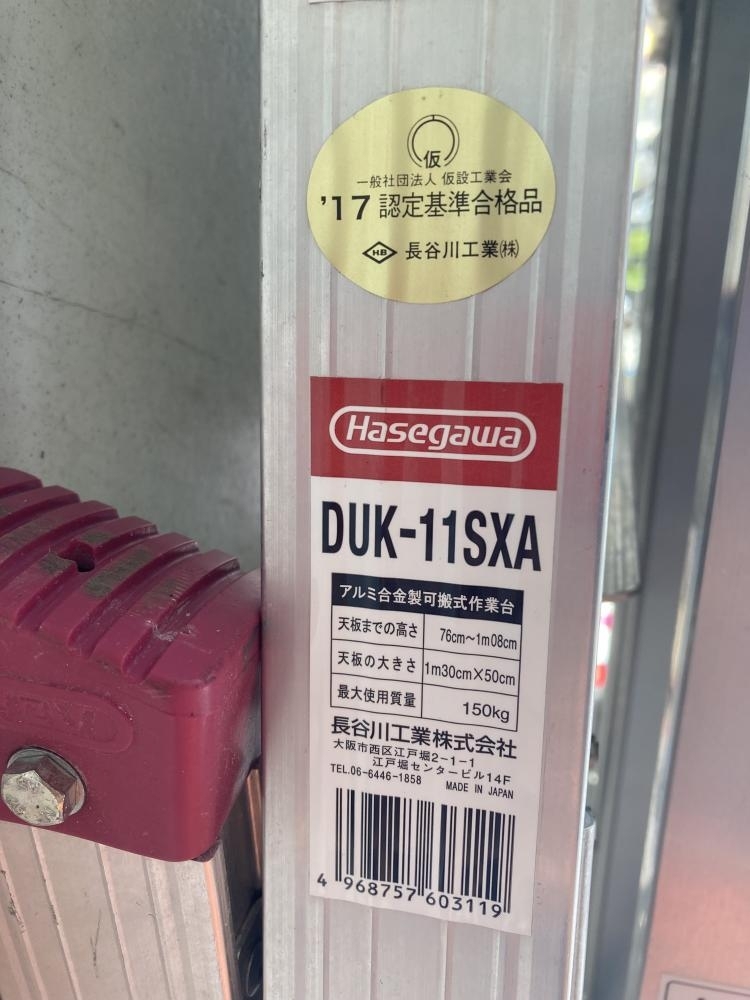 仮
一般社団法人 仮設工業会
'17 認定基準合格品
HB 長谷川工業㈱
Hasegawa
DUK-11SXA
アルミ合金製可搬式作業台
天板までの高さ 76cm～1m08cm
天板の大きさ 1m30cm×50cm
最大使用質量 150kg
長谷川工業株式会社
大阪市西区江戸堀2-1-1
江戸堀センタービル14F
TEL.06-6446-1858 MADE IN JAPAN
4 968757 603119